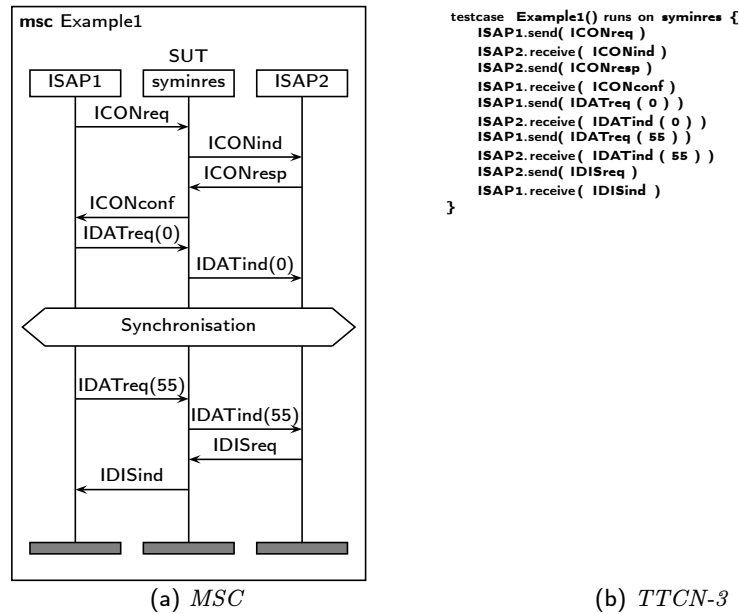 msc Example1
SUT
ISAP1 syminres ISAP2
ICONreq
ICONind
ICONresp
ICONconf
IDATreq(0)
IDATind(0)
Synchronisation
IDATreq(55)
IDATind(55)
IDISreq
IDISind
(a) MSC
testcase Example1() runs on syminres {
ISAP1.send( ICONreq )
ISAP2.receive( ICONind )
ISAP2.send( ICONresp )
ISAP1.receive( ICONconf )
ISAP1.send( IDATreq ( 0 ) )
ISAP2.receive( IDATind ( 0 ) )
ISAP1.send( IDATreq ( 55 ) )
ISAP2.receive( IDATind ( 55 ) )
ISAP2.send( IDISreq )
ISAP1.receive( IDISind )
}
(b) TTCN-3